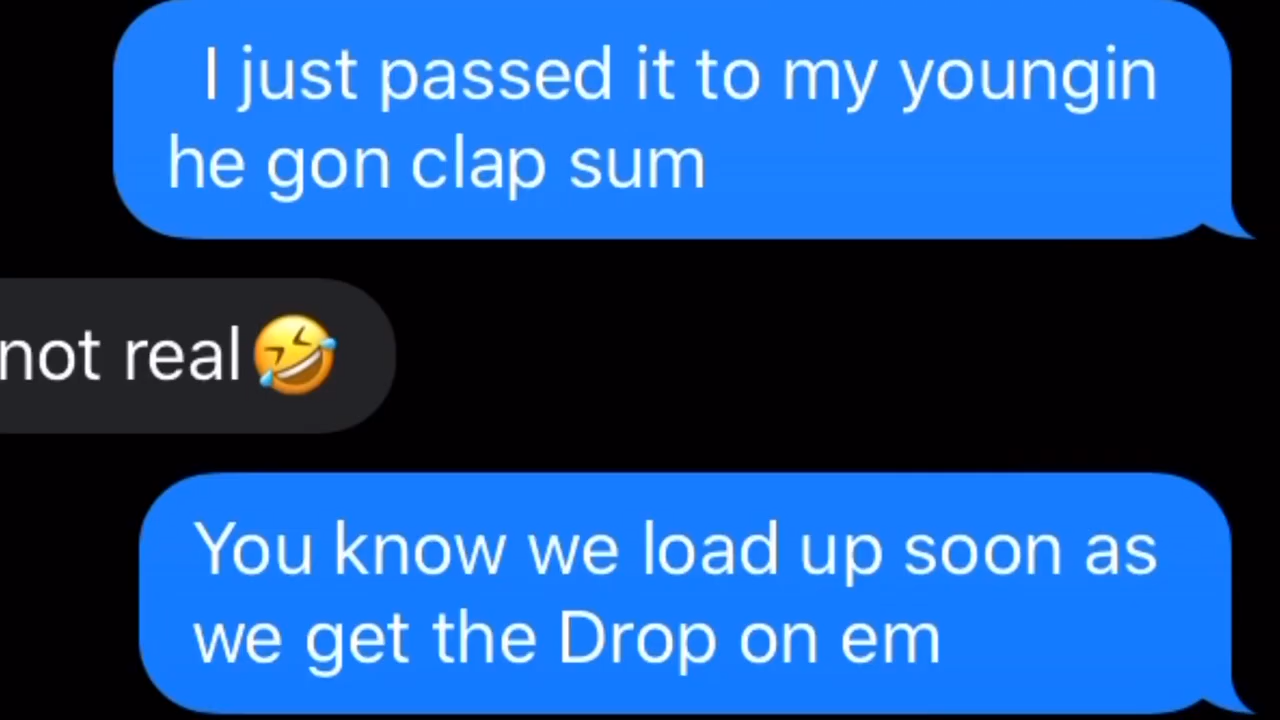 I just passed it to my youngin
he gon clap sum
not real🤣
You know we load up soon as
we get the Drop on em